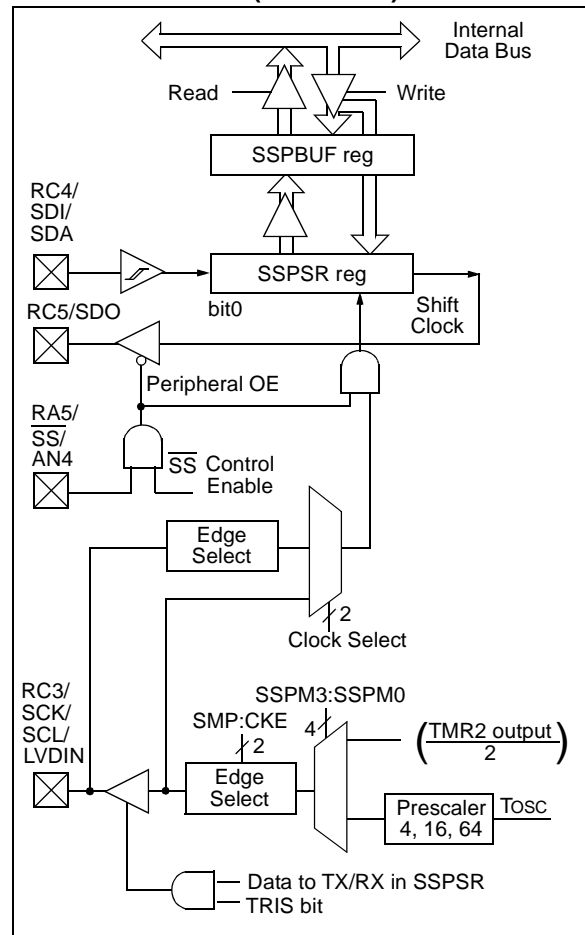 Internal
Data Bus
Read
Write
SSPBUF reg
RC4/
SDI/
SDA
SSPSR reg
RC5/SDO
bit0
Shift
Clock
Peripheral OE
RA5/
SS/
AN4
SS Control
Enable
Edge
Select
2
Clock Select
RC3/
SCK/
SCL/
LVDIN
SSPM3:SSPM0
SMP:CKE
4
2
(TMR2 output
2)
Edge
Select
Prescaler
4, 16, 64
TOSC
Data to TX/RX in SSPSR
TRIS bit